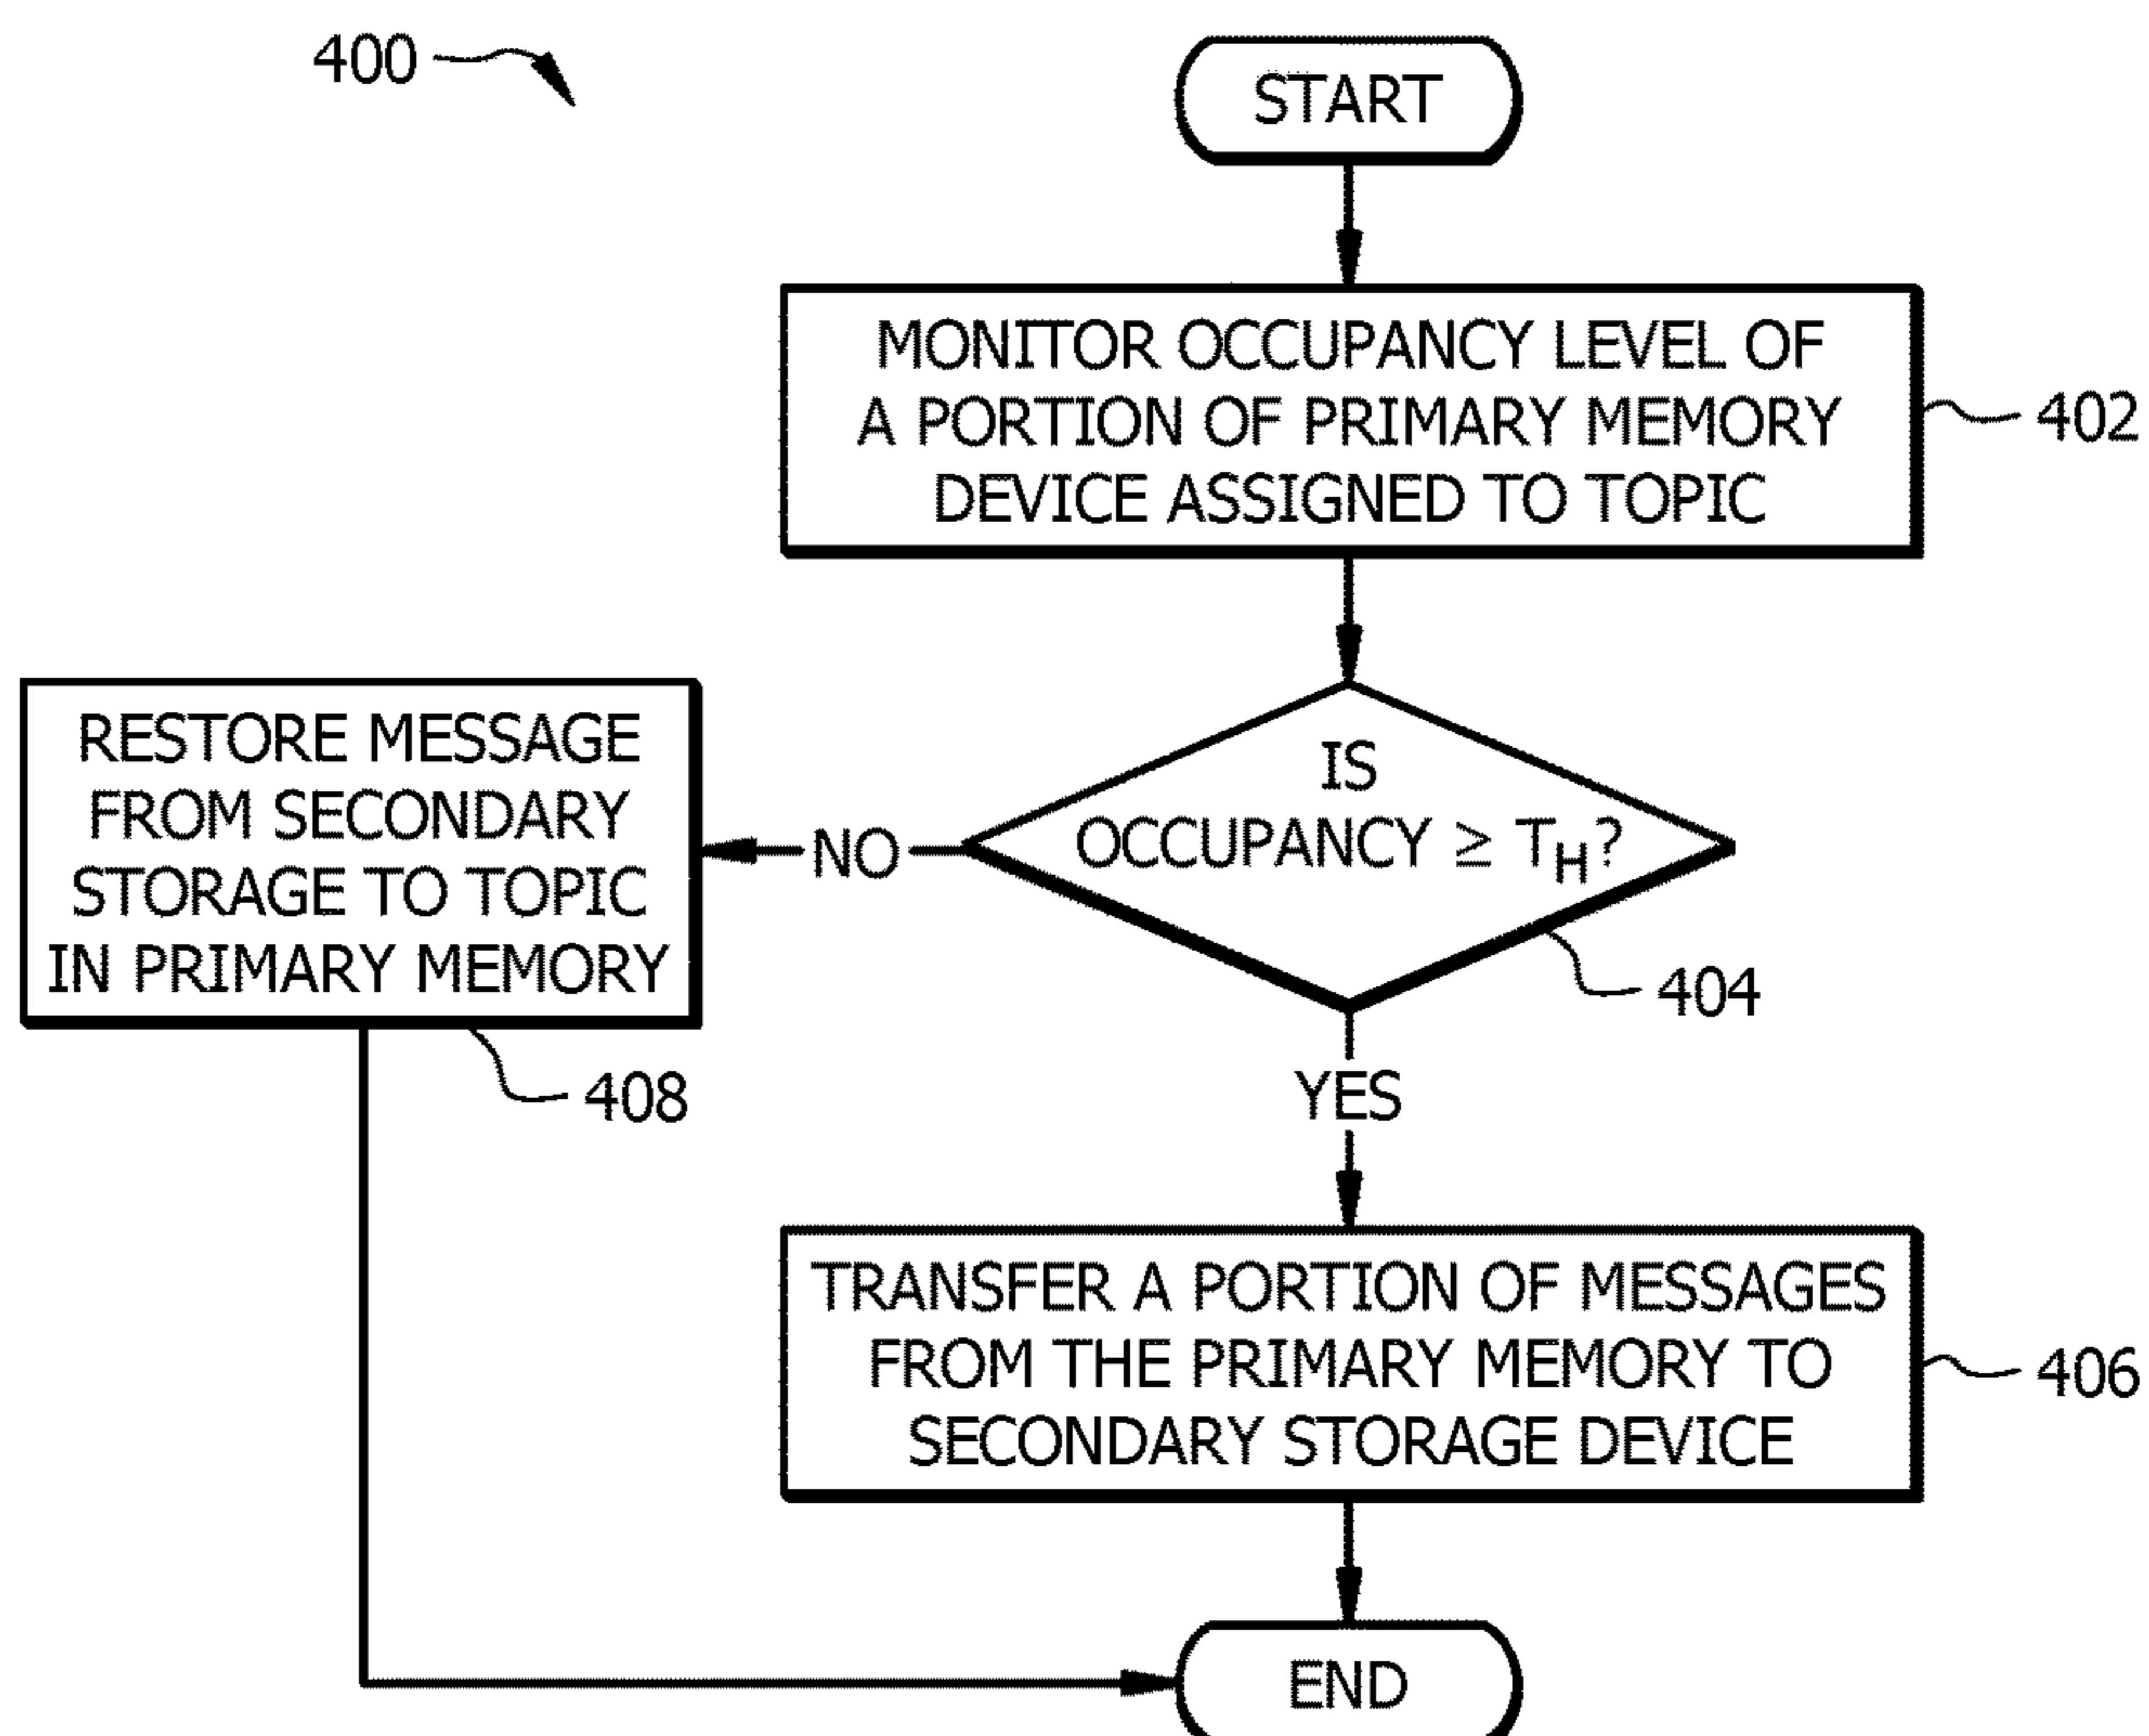 400
START
MONITOR OCCUPANCY LEVEL OF
A PORTION OF PRIMARY MEMORY
DEVICE ASSIGNED TO TOPIC
402
IS
OCCUPANCY ≥ TH?
404
NO
RESTORE MESSAGE
FROM SECONDARY
STORAGE TO TOPIC
IN PRIMARY MEMORY
408
YES
TRANSFER A PORTION OF MESSAGES
FROM THE PRIMARY MEMORY TO
SECONDARY STORAGE DEVICE
406
END